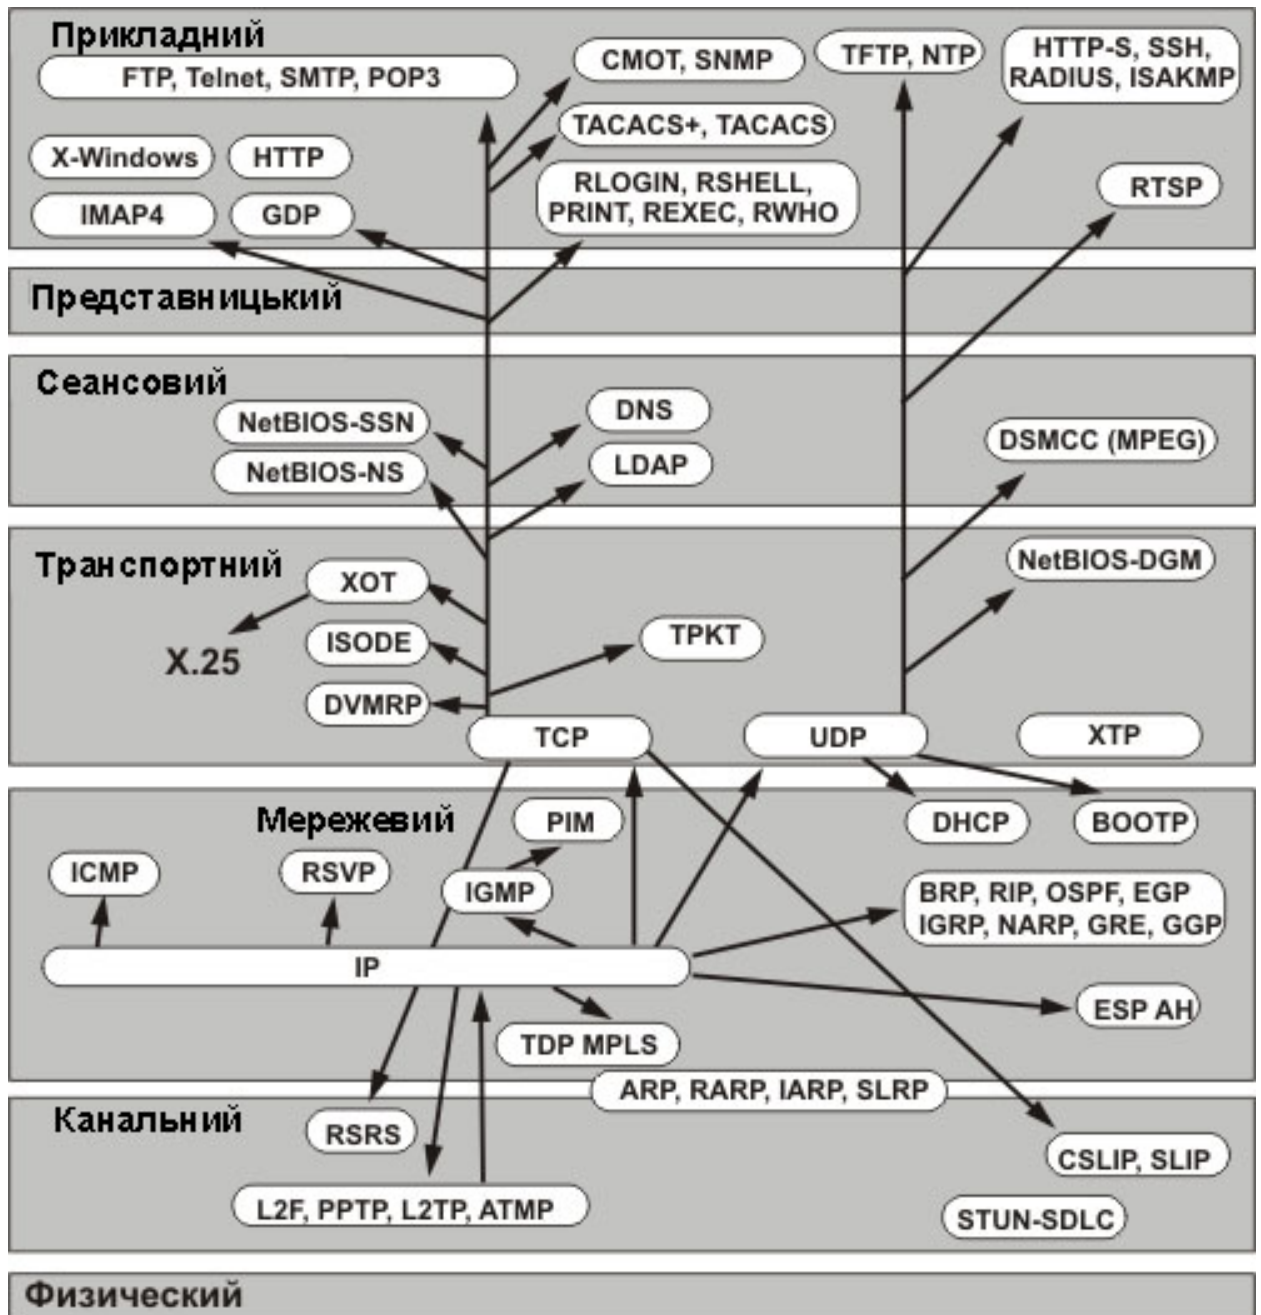 Прикладний
FTP, Telnet, SMTP, POP3
CMOT, SNMP
TFTP, NTP
HTTP-S, SSH,
RADIUS, ISAKMP
TACACS+, TACACS
X-Windows
HTTP
RLOGIN, RSHELL,
PRINT, REXEC, RWHO
RTSP
IMAP4
GDP
Представницький
Сеансовий
NetBIOS-SSN
DNS
DSMCC (MPEG)
NetBIOS-NS
LDAP
Транспортний
XOT
NetBIOS-DGM
X.25
ISODE
TPKT
DVMRP
TCP
UDP
XTP
Мережевий
PIM
DHCP
BOOTP
ICMP
RSVP
IGMP
BRP, RIP, OSPF, EGP
IGRP, NARP, GRE, GGP
IP
ESP AH
TDP MPLS
ARP, RARP, IARP, SLRP
Канальний
RSRS
CSLIP, SLIP
L2F, PPTP, L2TP, ATMP
STUN-SDLC
Физический